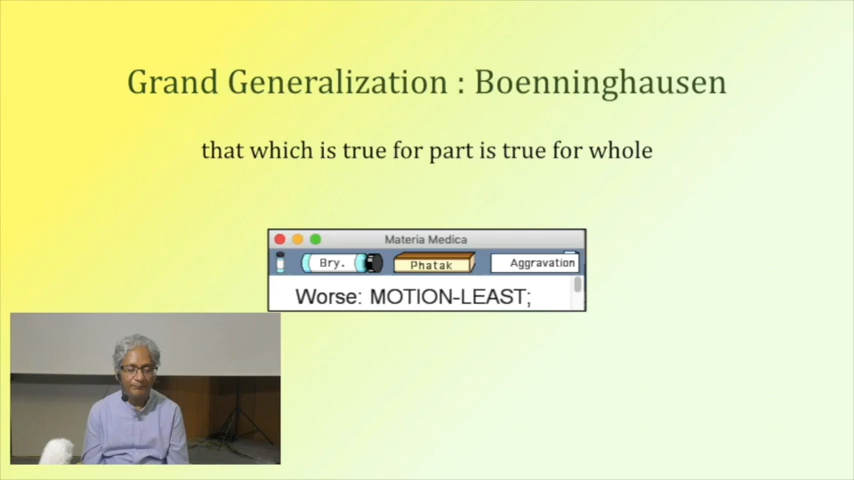 Grand Generalization : Boenninghausen
that which is true for part is true for whole
Materia Medica
Bry.
Phatak
Aggravation
Worse: MOTION-LEAST;